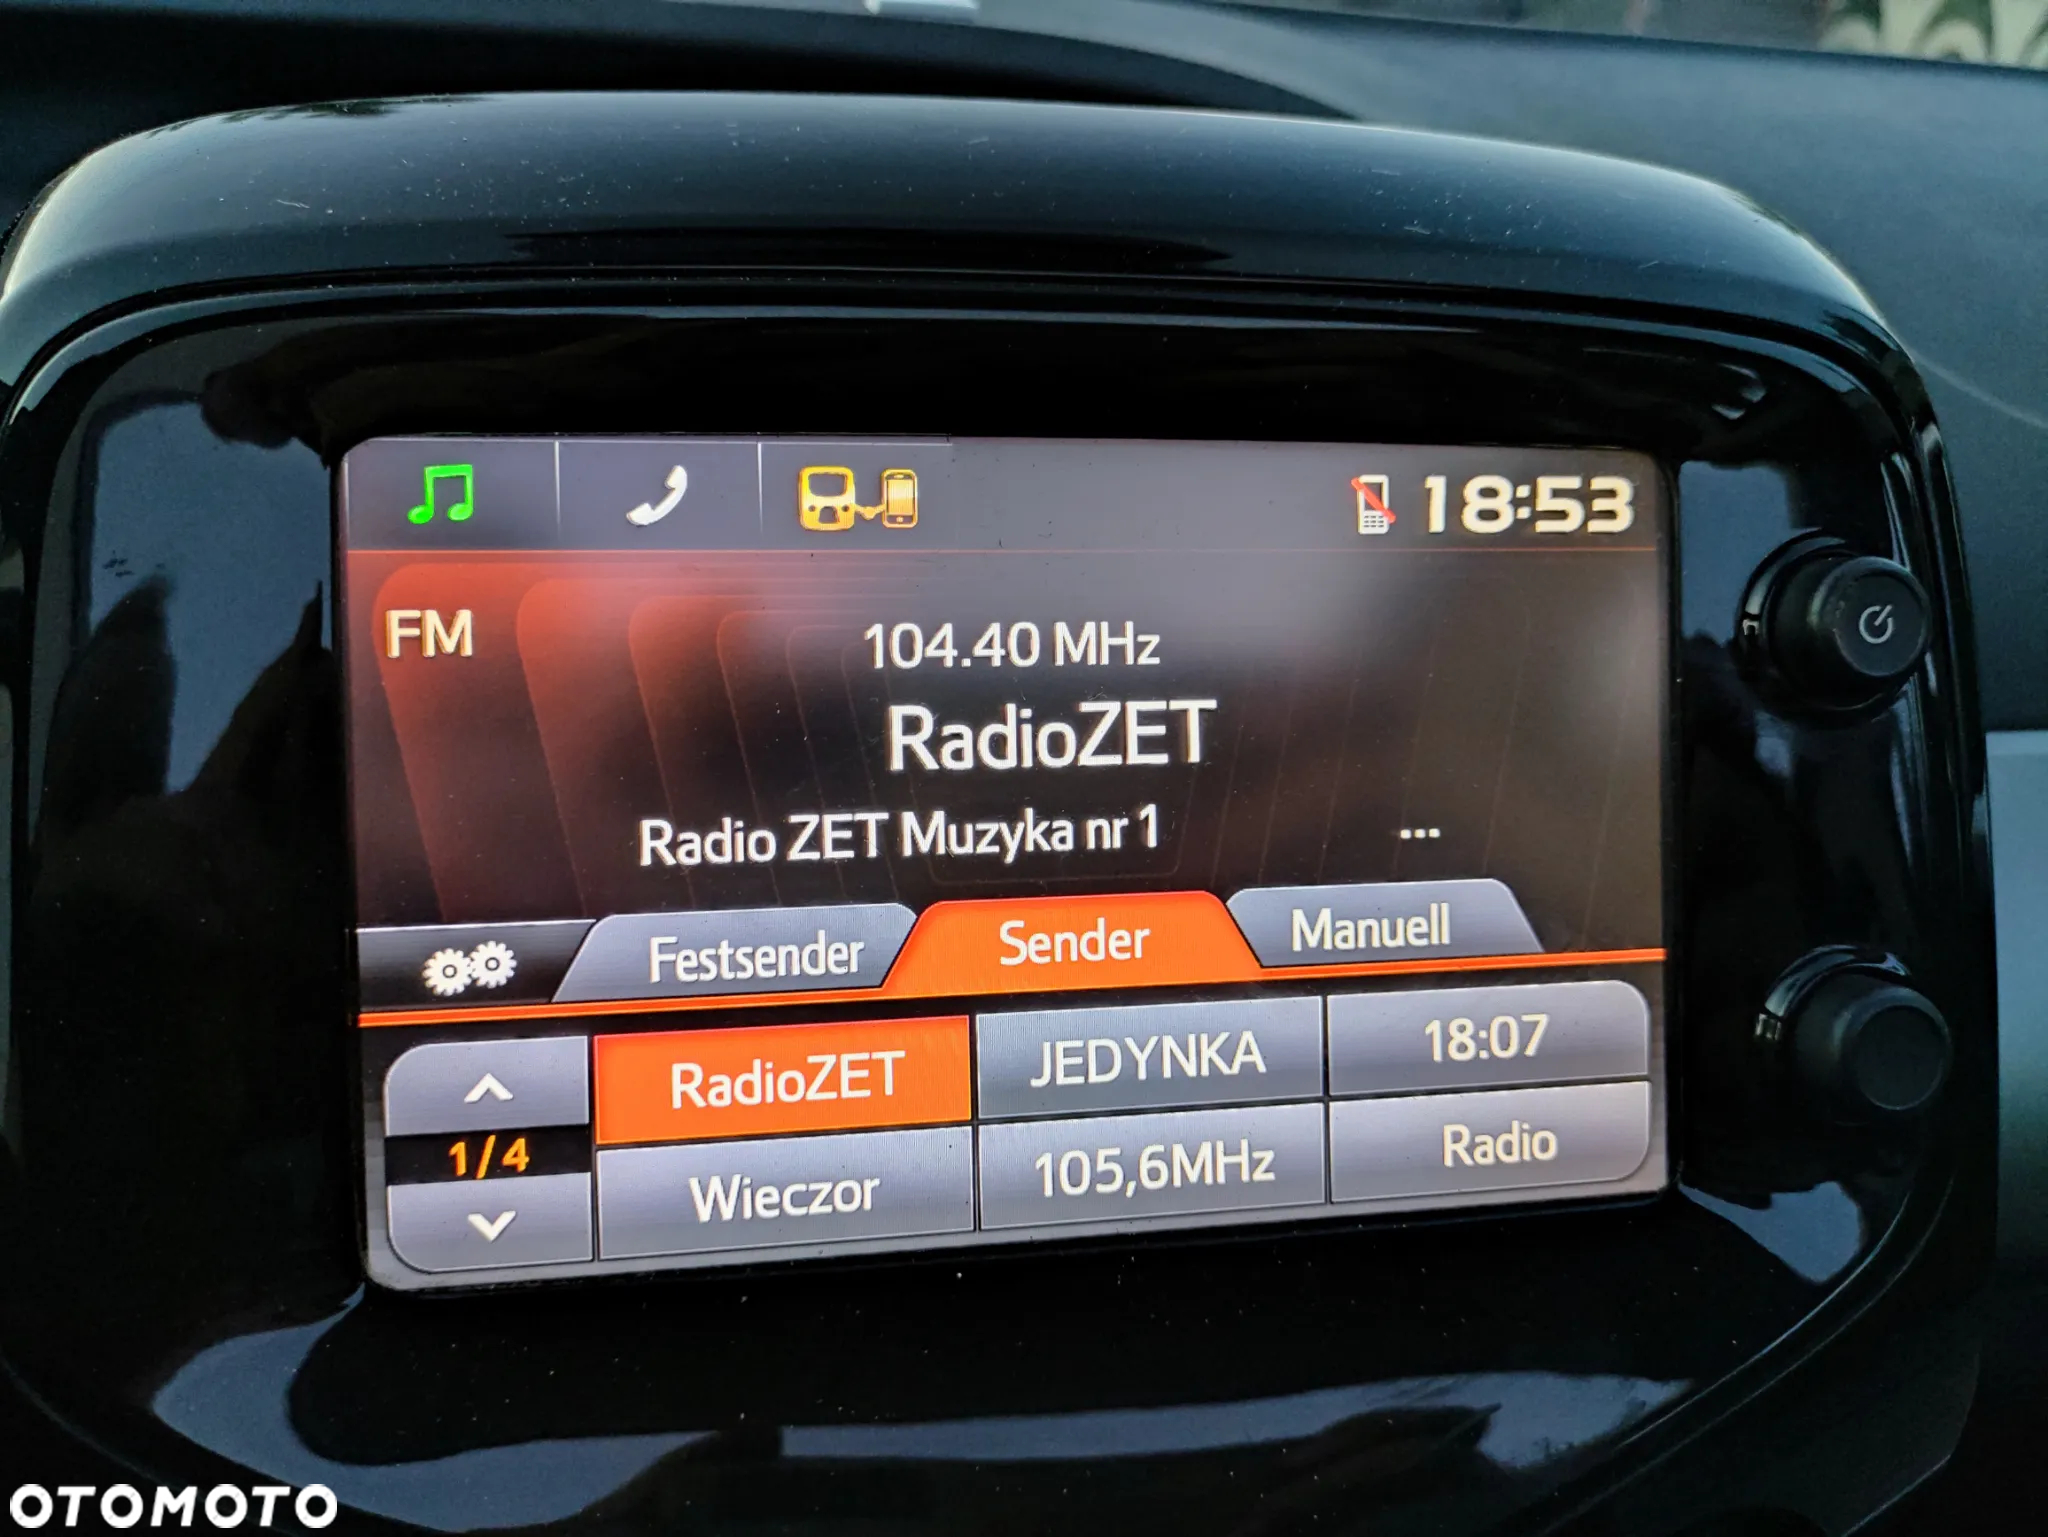 18:53
FM
104.40 MHz
RadioZET
Radio ZET Muzyka nr 1 ...
Festsender Sender Manuell
RadioZET JEDYNKA 18:07
1/4
Wieczor 105,6MHz Radio
OTOMOTO